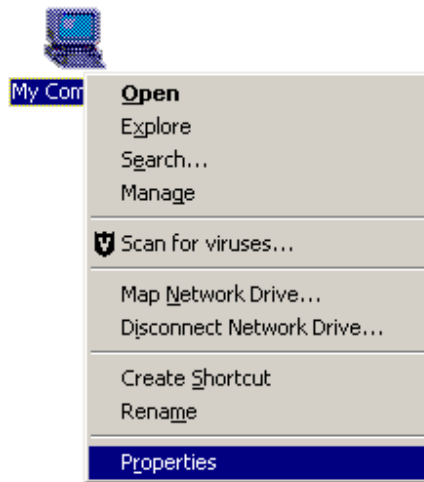 My Com
Open
Explore
Search...
Manage
Scan for viruses...
Map Network Drive...
Disconnect Network Drive...
Create Shortcut
Rename
Properties